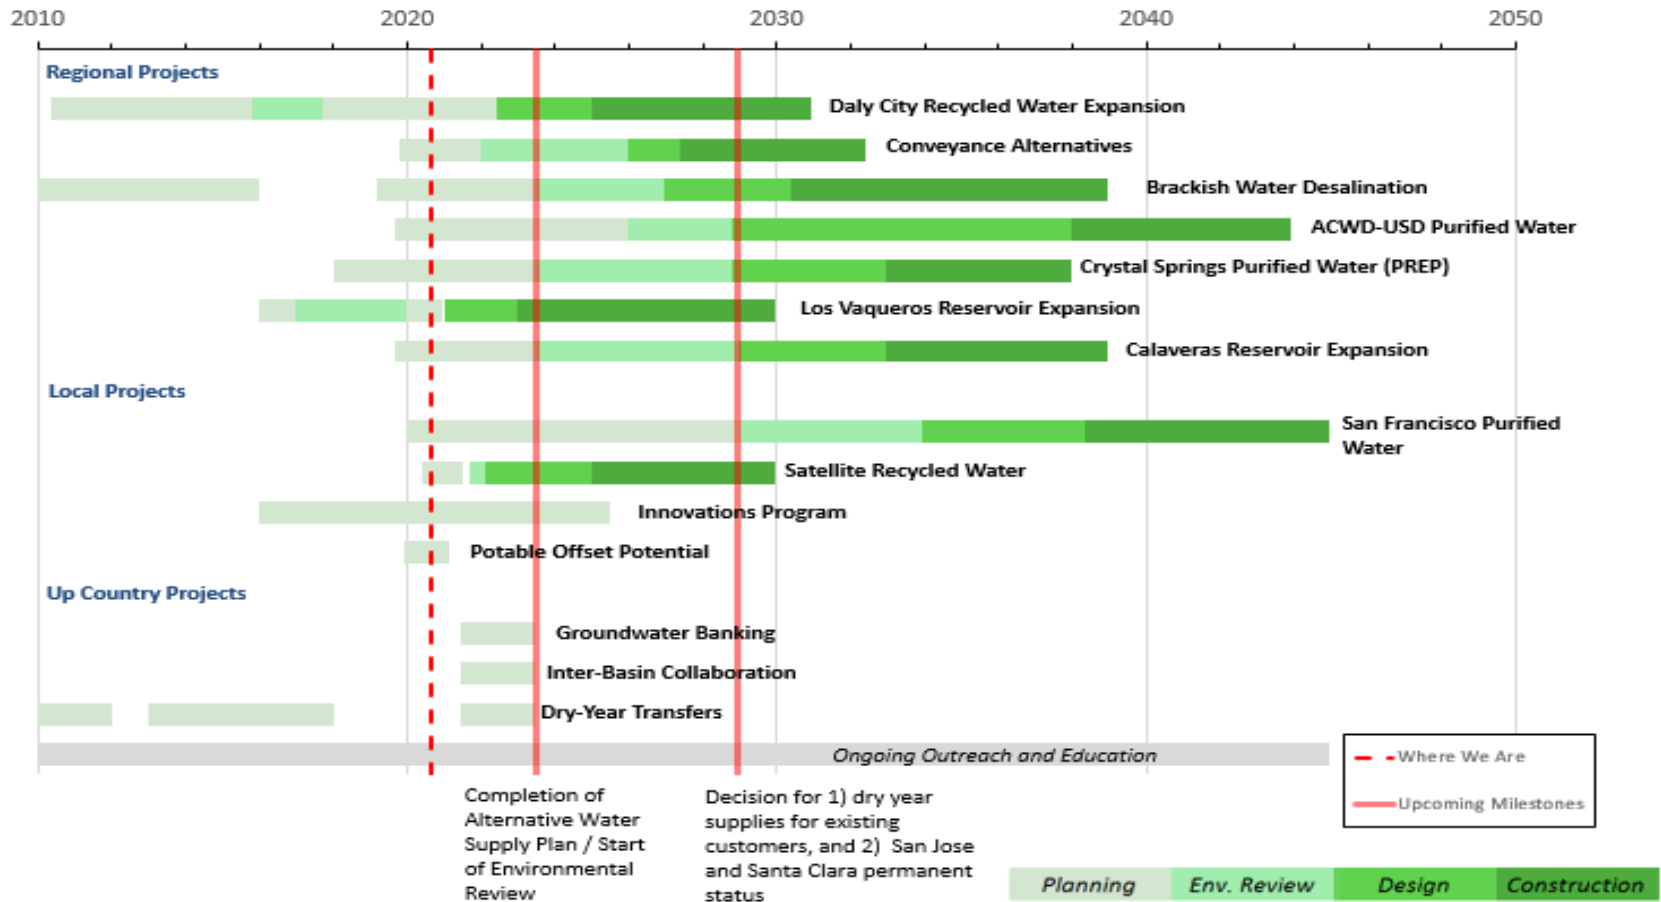 2010 2020 2030 2040 2050
Regional Projects
Daly City Recycled Water Expansion
Conveyance Alternatives
Brackish Water Desalination
ACWD-USD Purified Water
Crystal Springs Purified Water (PREP)
Los Vaqueros Reservoir Expansion
Calaveras Reservoir Expansion
Local Projects
San Francisco Purified
Water
Satellite Recycled Water
Innovations Program
Potable Offset Potential
Up Country Projects
Groundwater Banking
Inter-Basin Collaboration
Dry-Year Transfers
Ongoing Outreach and Education
Where We Are
Upcoming Milestones
Completion of
Alternative Water
Supply Plan / Start
of Environmental
Review
Decision for 1) dry year
supplies for existing
customers, and 2) San Jose
and Santa Clara permanent
status
Planning Env. Review Design Construction